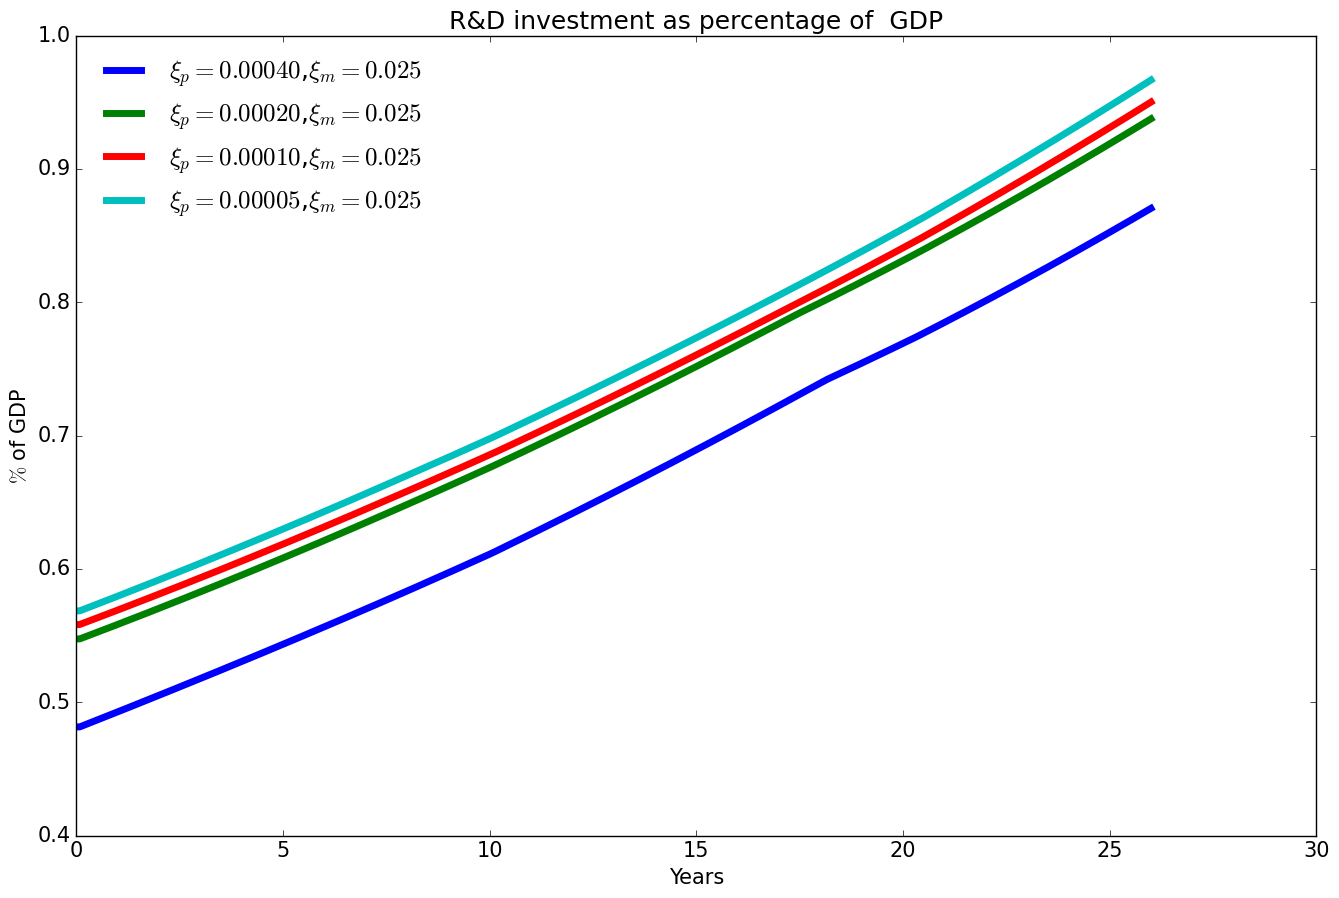 R&D investment as percentage of  GDP
ξp = 0.00040,ξm = 0.025
ξp = 0.00020,ξm = 0.025
ξp = 0.00010,ξm = 0.025
ξp = 0.00005,ξm = 0.025
1.0
0.9
0.8
0.7
0.6
0.5
0.4
% of GDP
0 5 10 15 20 25 30
Years